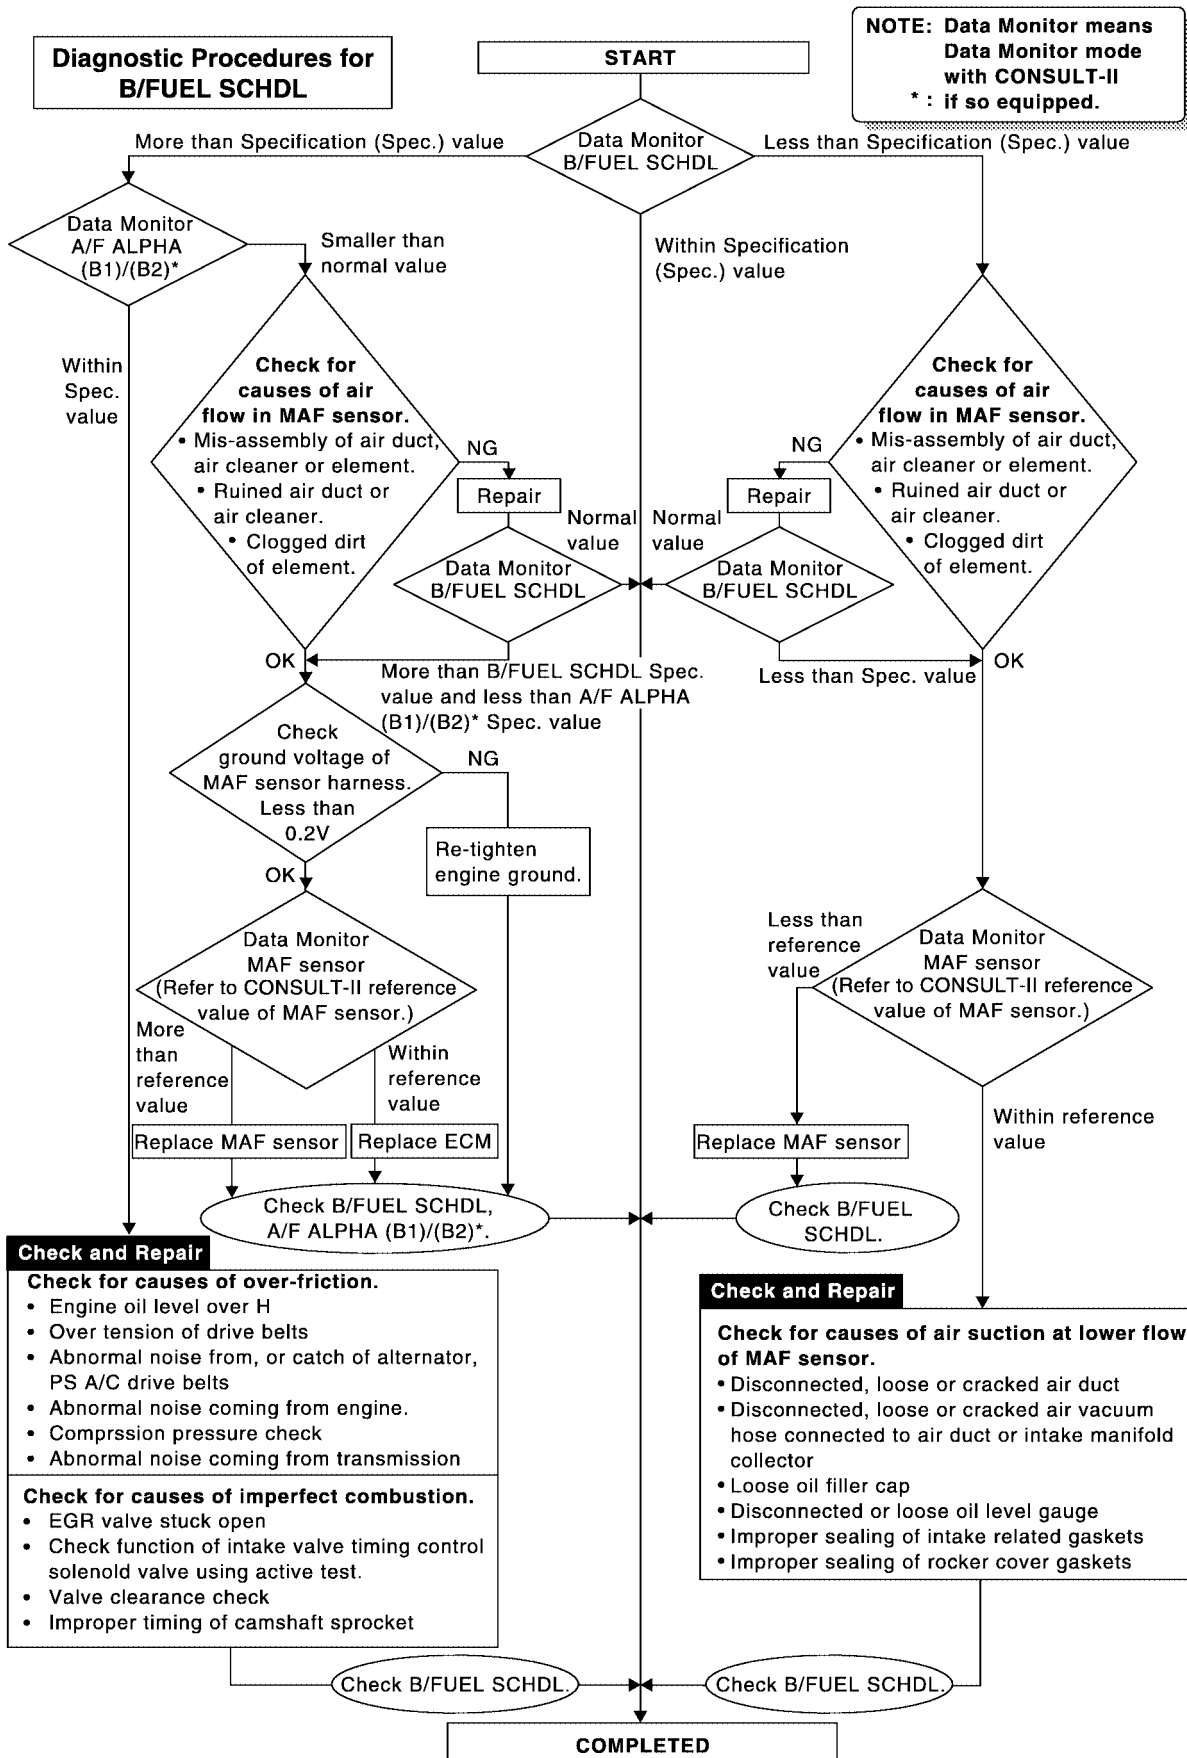 Diagnostic Procedures for
B/FUEL SCHDL
START
NOTE: Data Monitor means
Data Monitor mode
with CONSULT-II
* : if so equipped.
More than Specification (Spec.) value
Data Monitor
B/FUEL SCHDL
Less than Specification (Spec.) value
Data Monitor
A/F ALPHA
(B1)/(B2)*
Smaller than
normal value
Within Specification
(Spec.) value
Within
Spec.
value
Check for
causes of air
flow in MAF sensor.
• Mis-assembly of air duct,
air cleaner or element.
• Ruined air duct or
air cleaner.
• Clogged dirt
of element.
NG
Repair
Normal
value
Data Monitor
B/FUEL SCHDL
NG
Repair
Normal
value
Data Monitor
B/FUEL SCHDL
Check for
causes of air
flow in MAF sensor.
• Mis-assembly of air duct,
air cleaner or element.
• Ruined air duct or
air cleaner.
• Clogged dirt
of element.
OK
More than B/FUEL SCHDL Spec.
value and less than A/F ALPHA
(B1)/(B2)* Spec. value
Less than Spec. value
OK
Check
ground voltage of
MAF sensor harness.
Less than
0.2V
NG
Re-tighten
engine ground.
OK
Data Monitor
MAF sensor
(Refer to CONSULT-II reference
value of MAF sensor.)
Less than
reference
value
Data Monitor
MAF sensor
(Refer to CONSULT-II reference
value of MAF sensor.)
More
than
reference
value
Within
reference
value
Within reference
value
Replace MAF sensor
Replace ECM
Replace MAF sensor
Check B/FUEL SCHDL,
A/F ALPHA (B1)/(B2)*.
Check B/FUEL
SCHDL.
Check and Repair
Check for causes of over-friction.
• Engine oil level over H
• Over tension of drive belts
• Abnormal noise from, or catch of alternator,
PS A/C drive belts
• Abnormal noise coming from engine.
• Comprssion pressure check
• Abnormal noise coming from transmission
Check for causes of imperfect combustion.
• EGR valve stuck open
• Check function of intake valve timing control
solenold valve using active test.
• Valve clearance check
• Improper timing of camshaft sprocket
Check and Repair
Check for causes of air suction at lower flow
of MAF sensor.
• Disconnected, loose or cracked air duct
• Disconnected, loose or cracked air vacuum
hose connected to air duct or intake manifold
collector
• Loose oil filler cap
• Disconnected or loose oil level gauge
• Improper sealing of intake related gaskets
• Improper sealing of rocker cover gaskets
Check B/FUEL SCHDL.
Check B/FUEL SCHDL.
COMPLETED